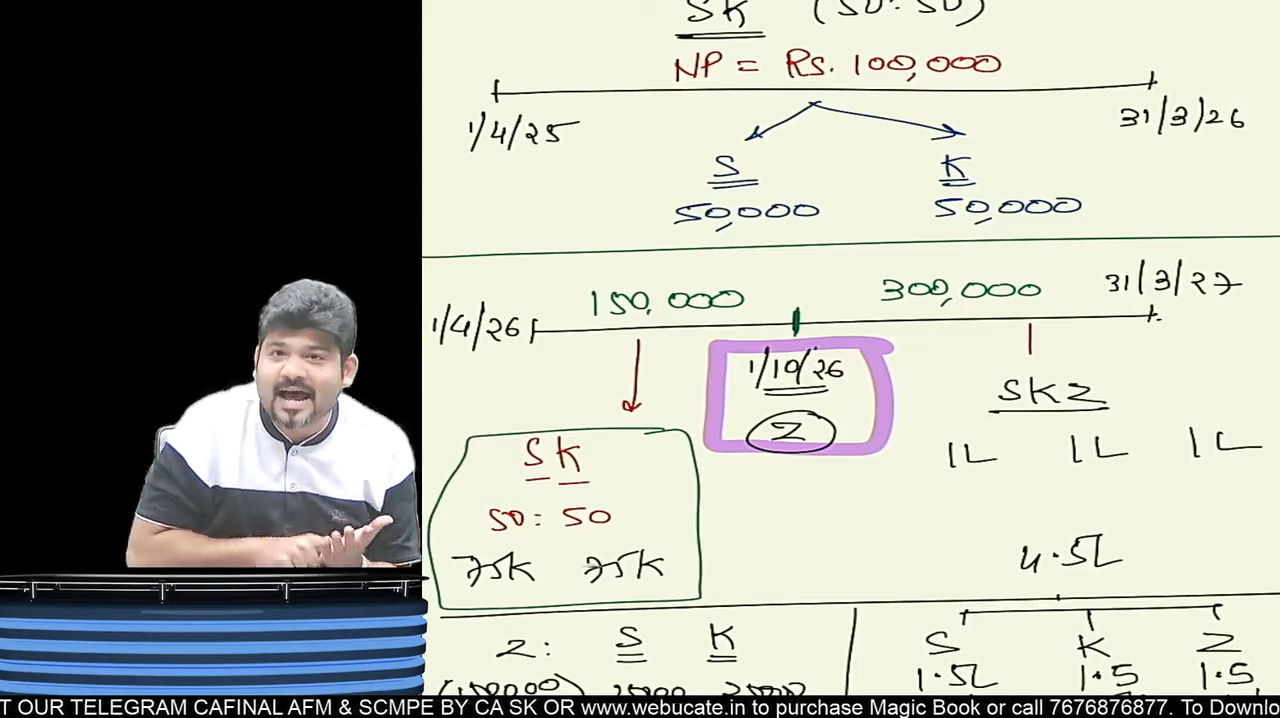 SK (50:50)
NP = Rs. 100,000
1/4/25
31/3/26
S K
50,000 50,000
150,000 300,000
1/4/26
31/3/27
1/10/26
Z
SK
50:50
75K 75K
SKZ
1L 1L 1L
4.5L
Z: S K
S K Z
1.5L 1.5 1.5
T OUR TELEGRAM CAFINAL AFM & SCMPE BY CA SK OR www.webucate.in to purchase Magic Book or call 7676876877. To Downlo